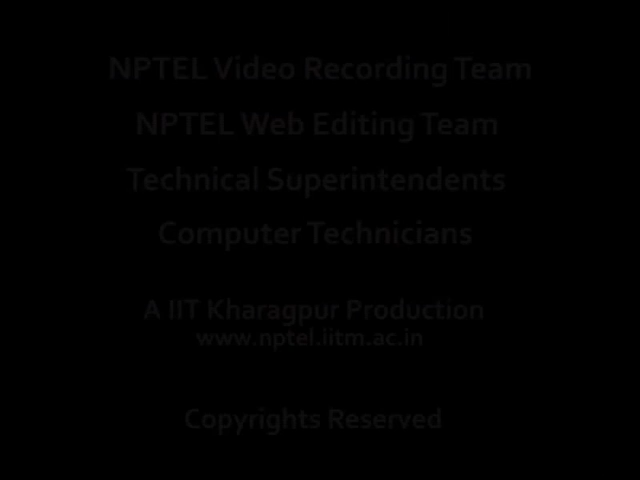 NPTEL Video Recording Team
NPTEL Web Editing Team
Technical Superintendents
Computer Technicians
A IIT Kharagpur Production
www.nptel.iitm.ac.in
Copyrights Reserved